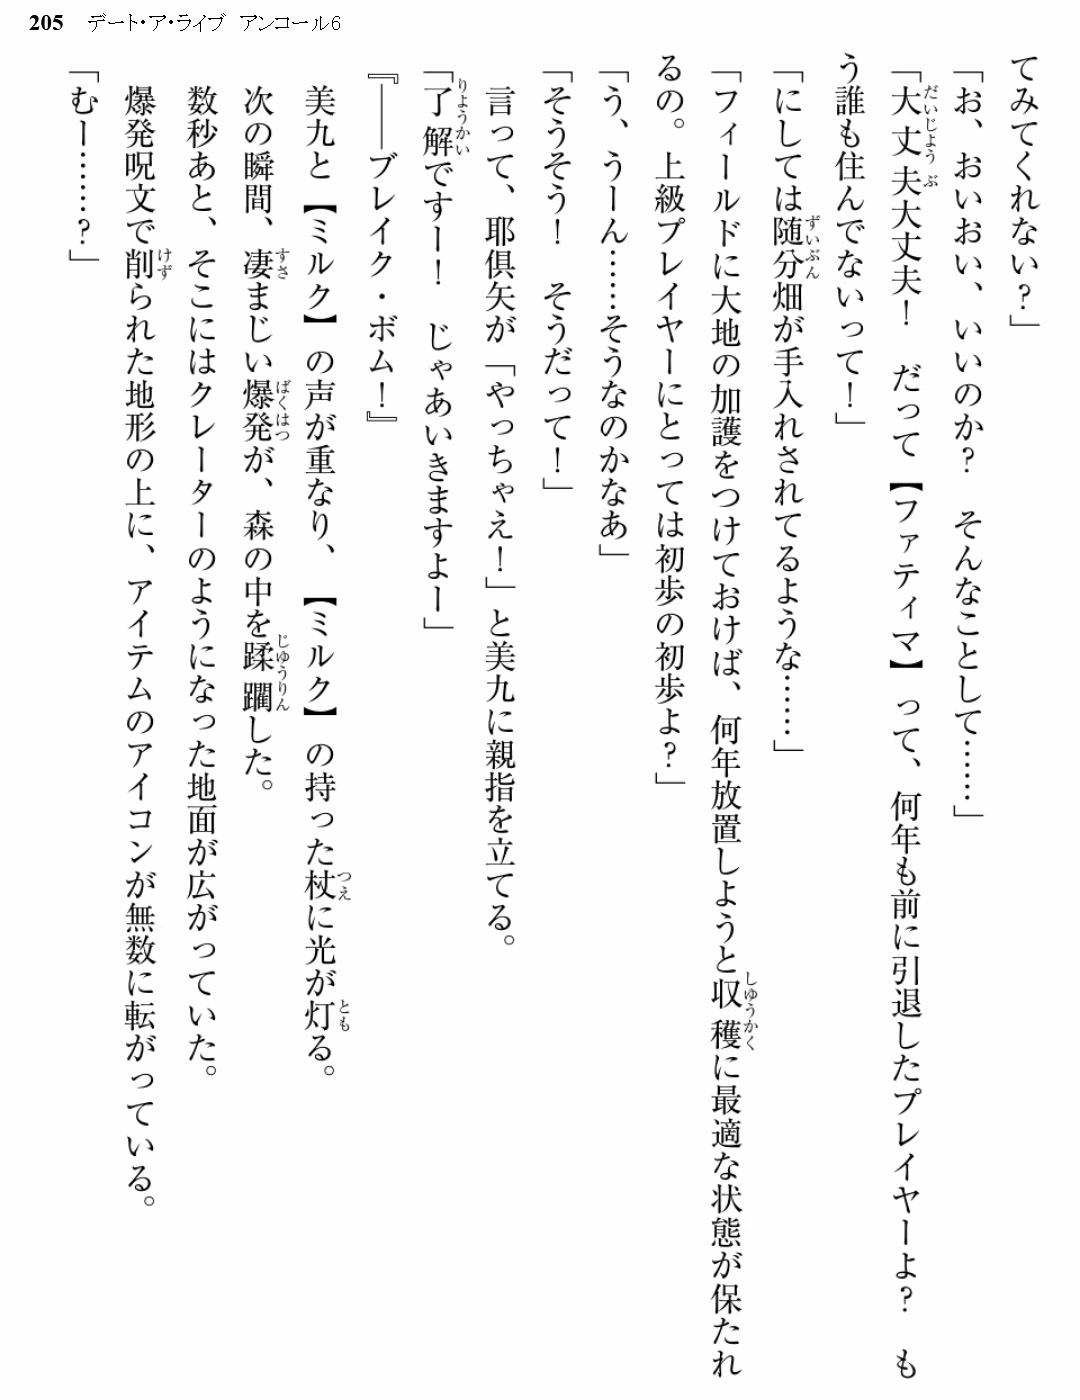 205 デート・ア・ライブ アンコール6
てみてくれない？」
「お、おいおい、いいのか？　そんなことして……」
「大丈夫大丈夫！　だって【ファティマ】って、何年も前に引退したプレイヤーよ？　も
う誰も住んでないって！」
「にしては随分畑が手入れされてるような……」
「フィールドに大地の加護をつけておけば、何年放置しようと収穫に最適な状態が保たれ
るの。上級プレイヤーにとっては初歩の初歩よ？」
「う、うーん……そうなのかなあ」
「そうそう！　そうだって！」
言って、耶倶矢が「やっちゃえ！」と美九に親指を立てる。
「了解ですー！　じゃあいきますよー」
『――ブレイク・ボム！』
美九と【ミルク】の声が重なり、【ミルク】の持った杖に光が灯る。
次の瞬間、凄まじい爆発が、森の中を蹂躙した。
数秒あと、そこにはクレーターのようになった地面が広がっていた。
爆発呪文で削られた地形の上に、アイテムのアイコンが無数に転がっている。
「むー……？」